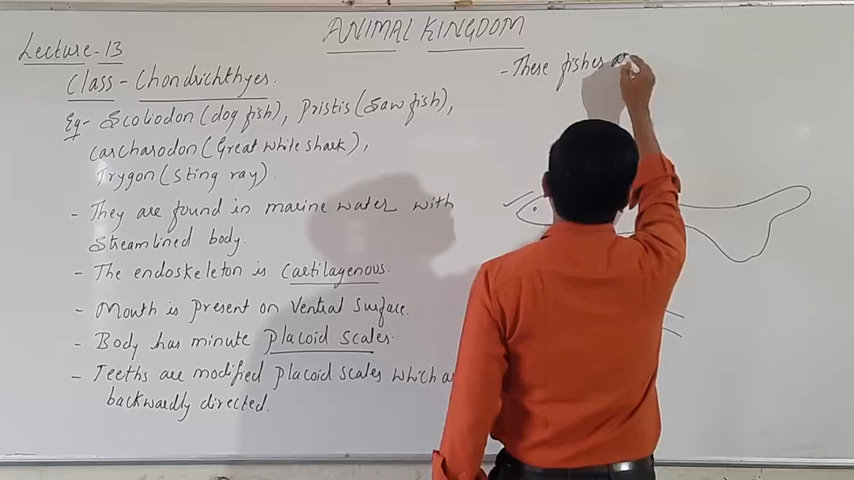 ANIMAL KINGDOM
Lecture-13
Class - Chondrichthyes.
Eg- Scoliodon (dog fish), Pristis (Saw fish),
Carcharodon (Great white shark),
Trygon (Sting ray).
- They are found in marine water with
Streamlined body.
- The endoskeleton is Cartilagenous.
- Mouth is present on Ventral Surface.
- Body has minute placoid scales.
- Teeths are modified placoid scales which a
backwardly directed.
- These fishes a